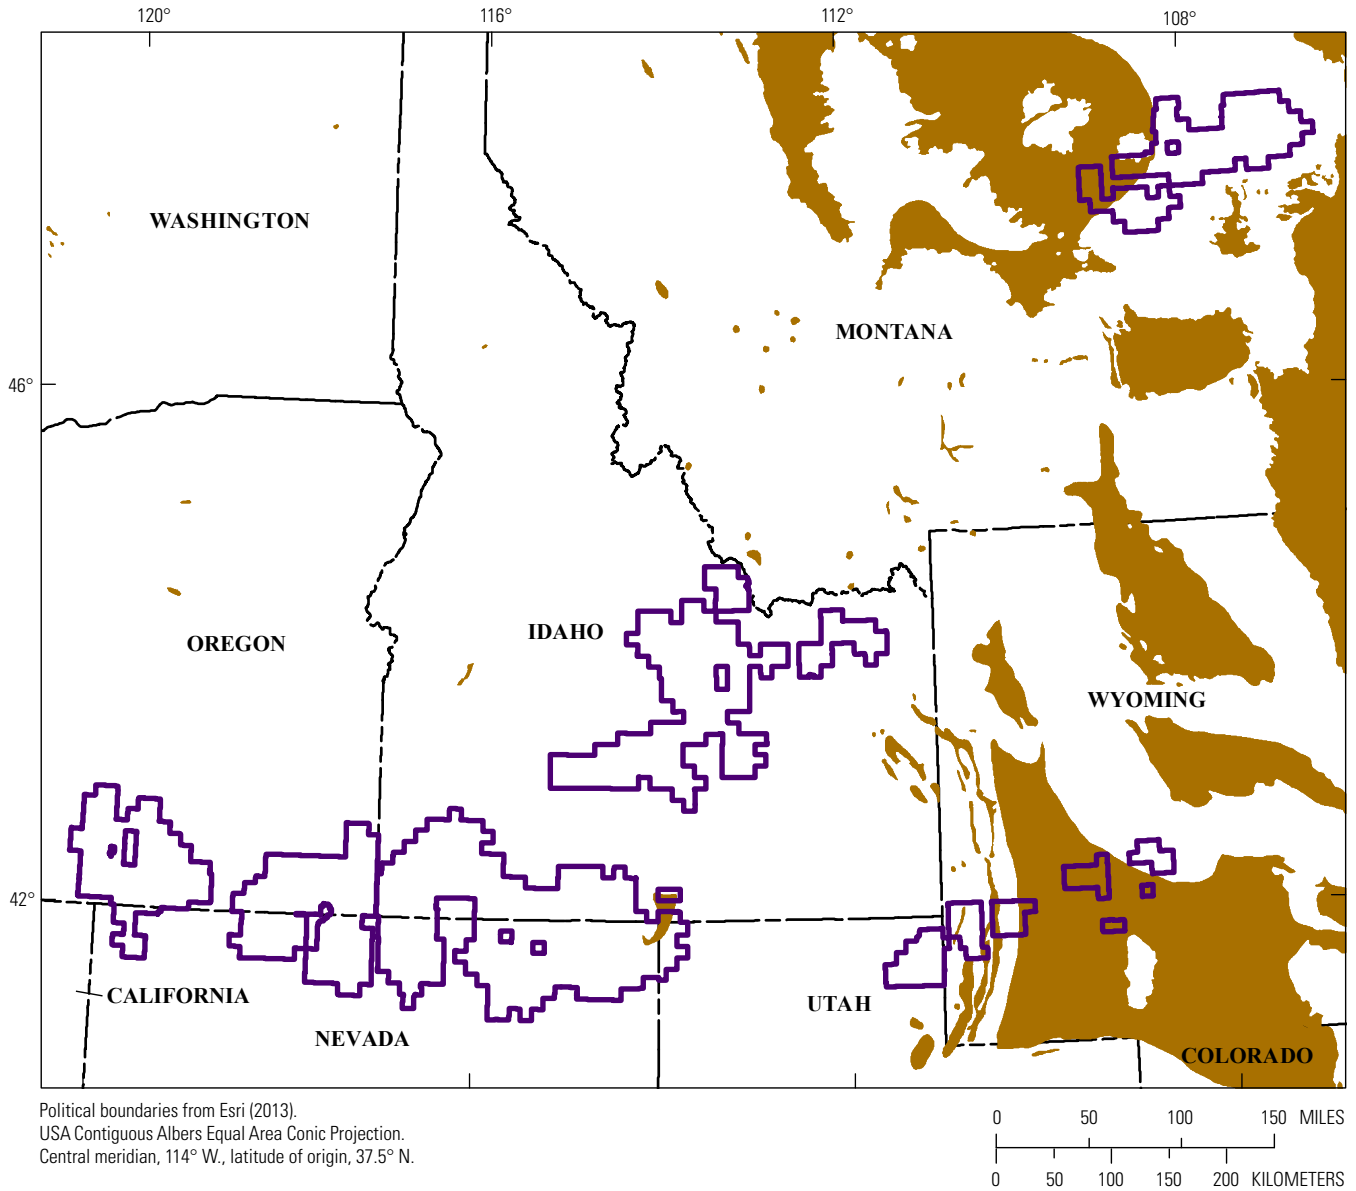 120° 116° 112° 108°
WASHINGTON
MONTANA
46°
IDAHO
OREGON
WYOMING
42°
CALIFORNIA
UTAH
NEVADA
COLORADO
Political boundaries from Esri (2013).
USA Contiguous Albers Equal Area Conic Projection.
Central meridian, 114° W., latitude of origin, 37.5° N.
0 50 100 150 MILES
0 50 100 150 200 KILOMETERS